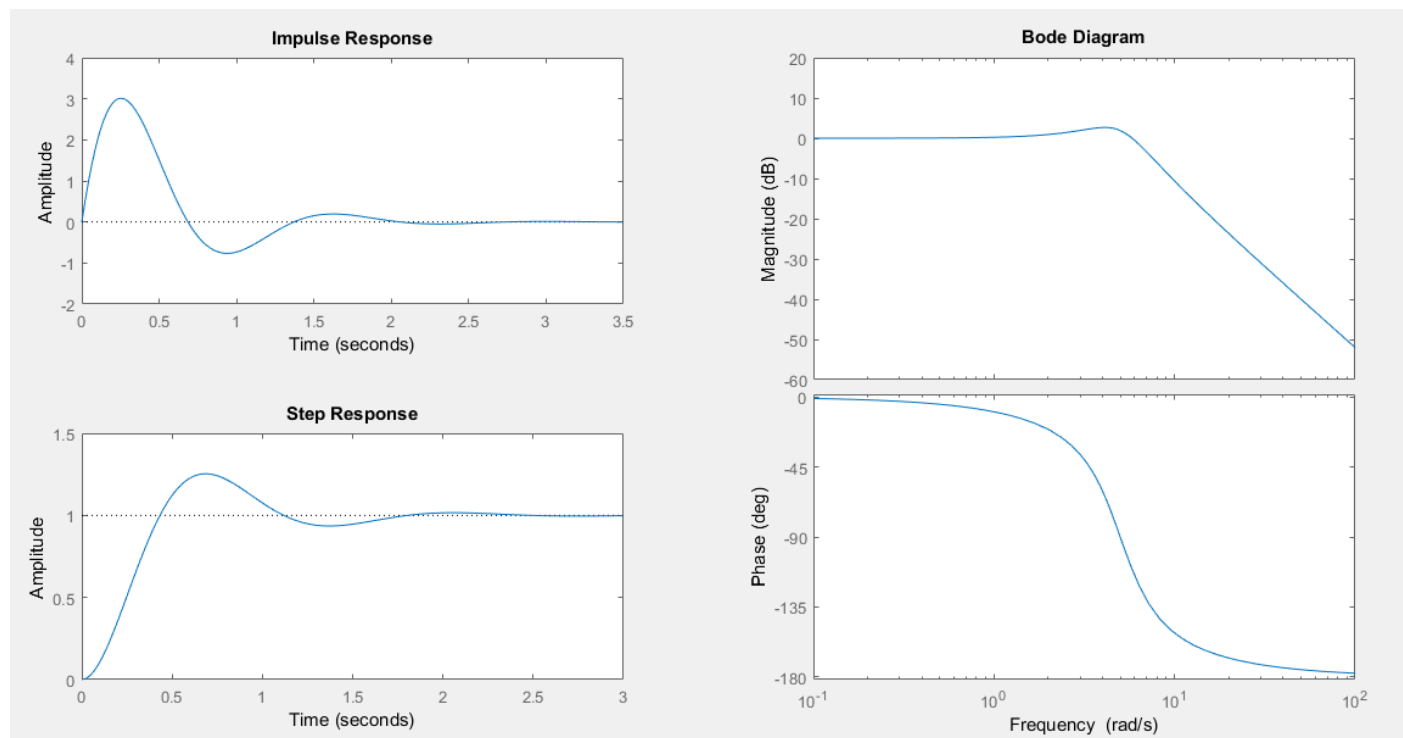 Impulse Response
4
3
2
1
0
-1
-2
Amplitude
0 0.5 1 1.5 2 2.5 3 3.5
Time (seconds)
Step Response
1.5
1
0.5
0
Amplitude
0 0.5 1 1.5 2 2.5 3
Time (seconds)
Bode Diagram
20
10
0
-10
-20
-30
-40
-50
-60
Magnitude (dB)
0
-45
-90
-135
-180
Phase (deg)
10^-1 10^0 10^1 10^2
Frequency (rad/s)